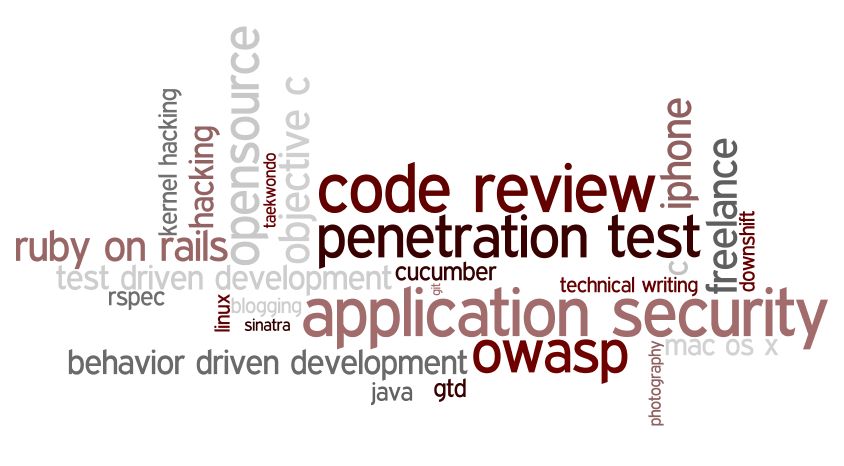 opensource
objective c
kernel hacking
hacking
taekwondo
iphone
code review
freelance
penetration test
downshift
ruby on rails
test driven development
cucumber
c
git
technical writing
rspec
linux
blogging
application security
sinatra
owasp
mac os x
photography
behavior driven development
java
gtd